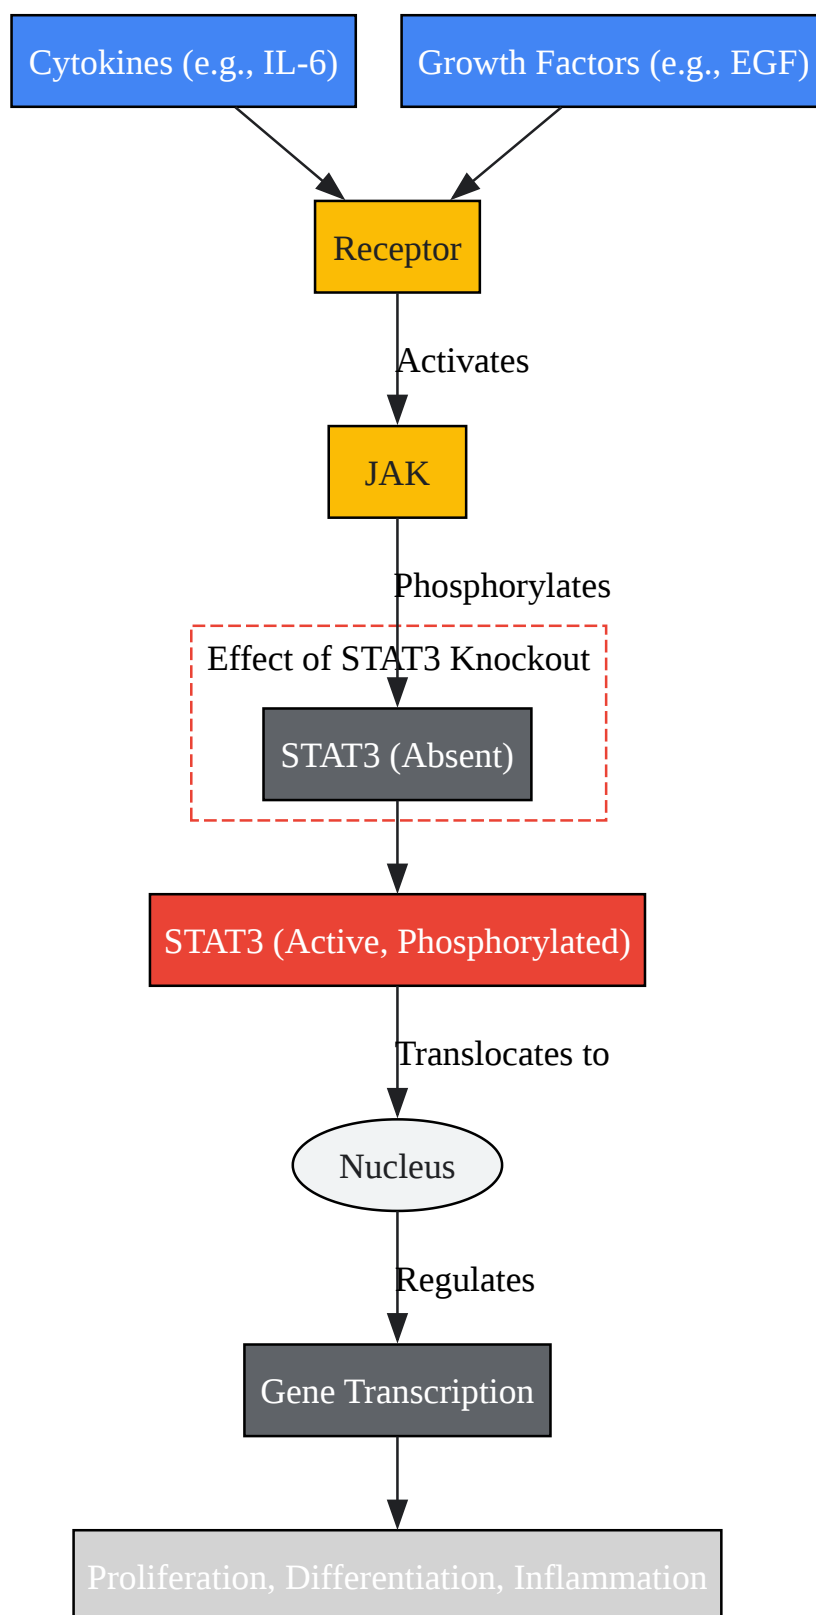 Cytokines (e.g., IL-6)
Growth Factors (e.g., EGF)
Receptor
Activates
JAK
Phosphorylates
Effect of STAT3 Knockout
STAT3 (Absent)
STAT3 (Active, Phosphorylated)
Translocates to
Nucleus
Regulates
Gene Transcription
Proliferation, Differentiation, Inflammation